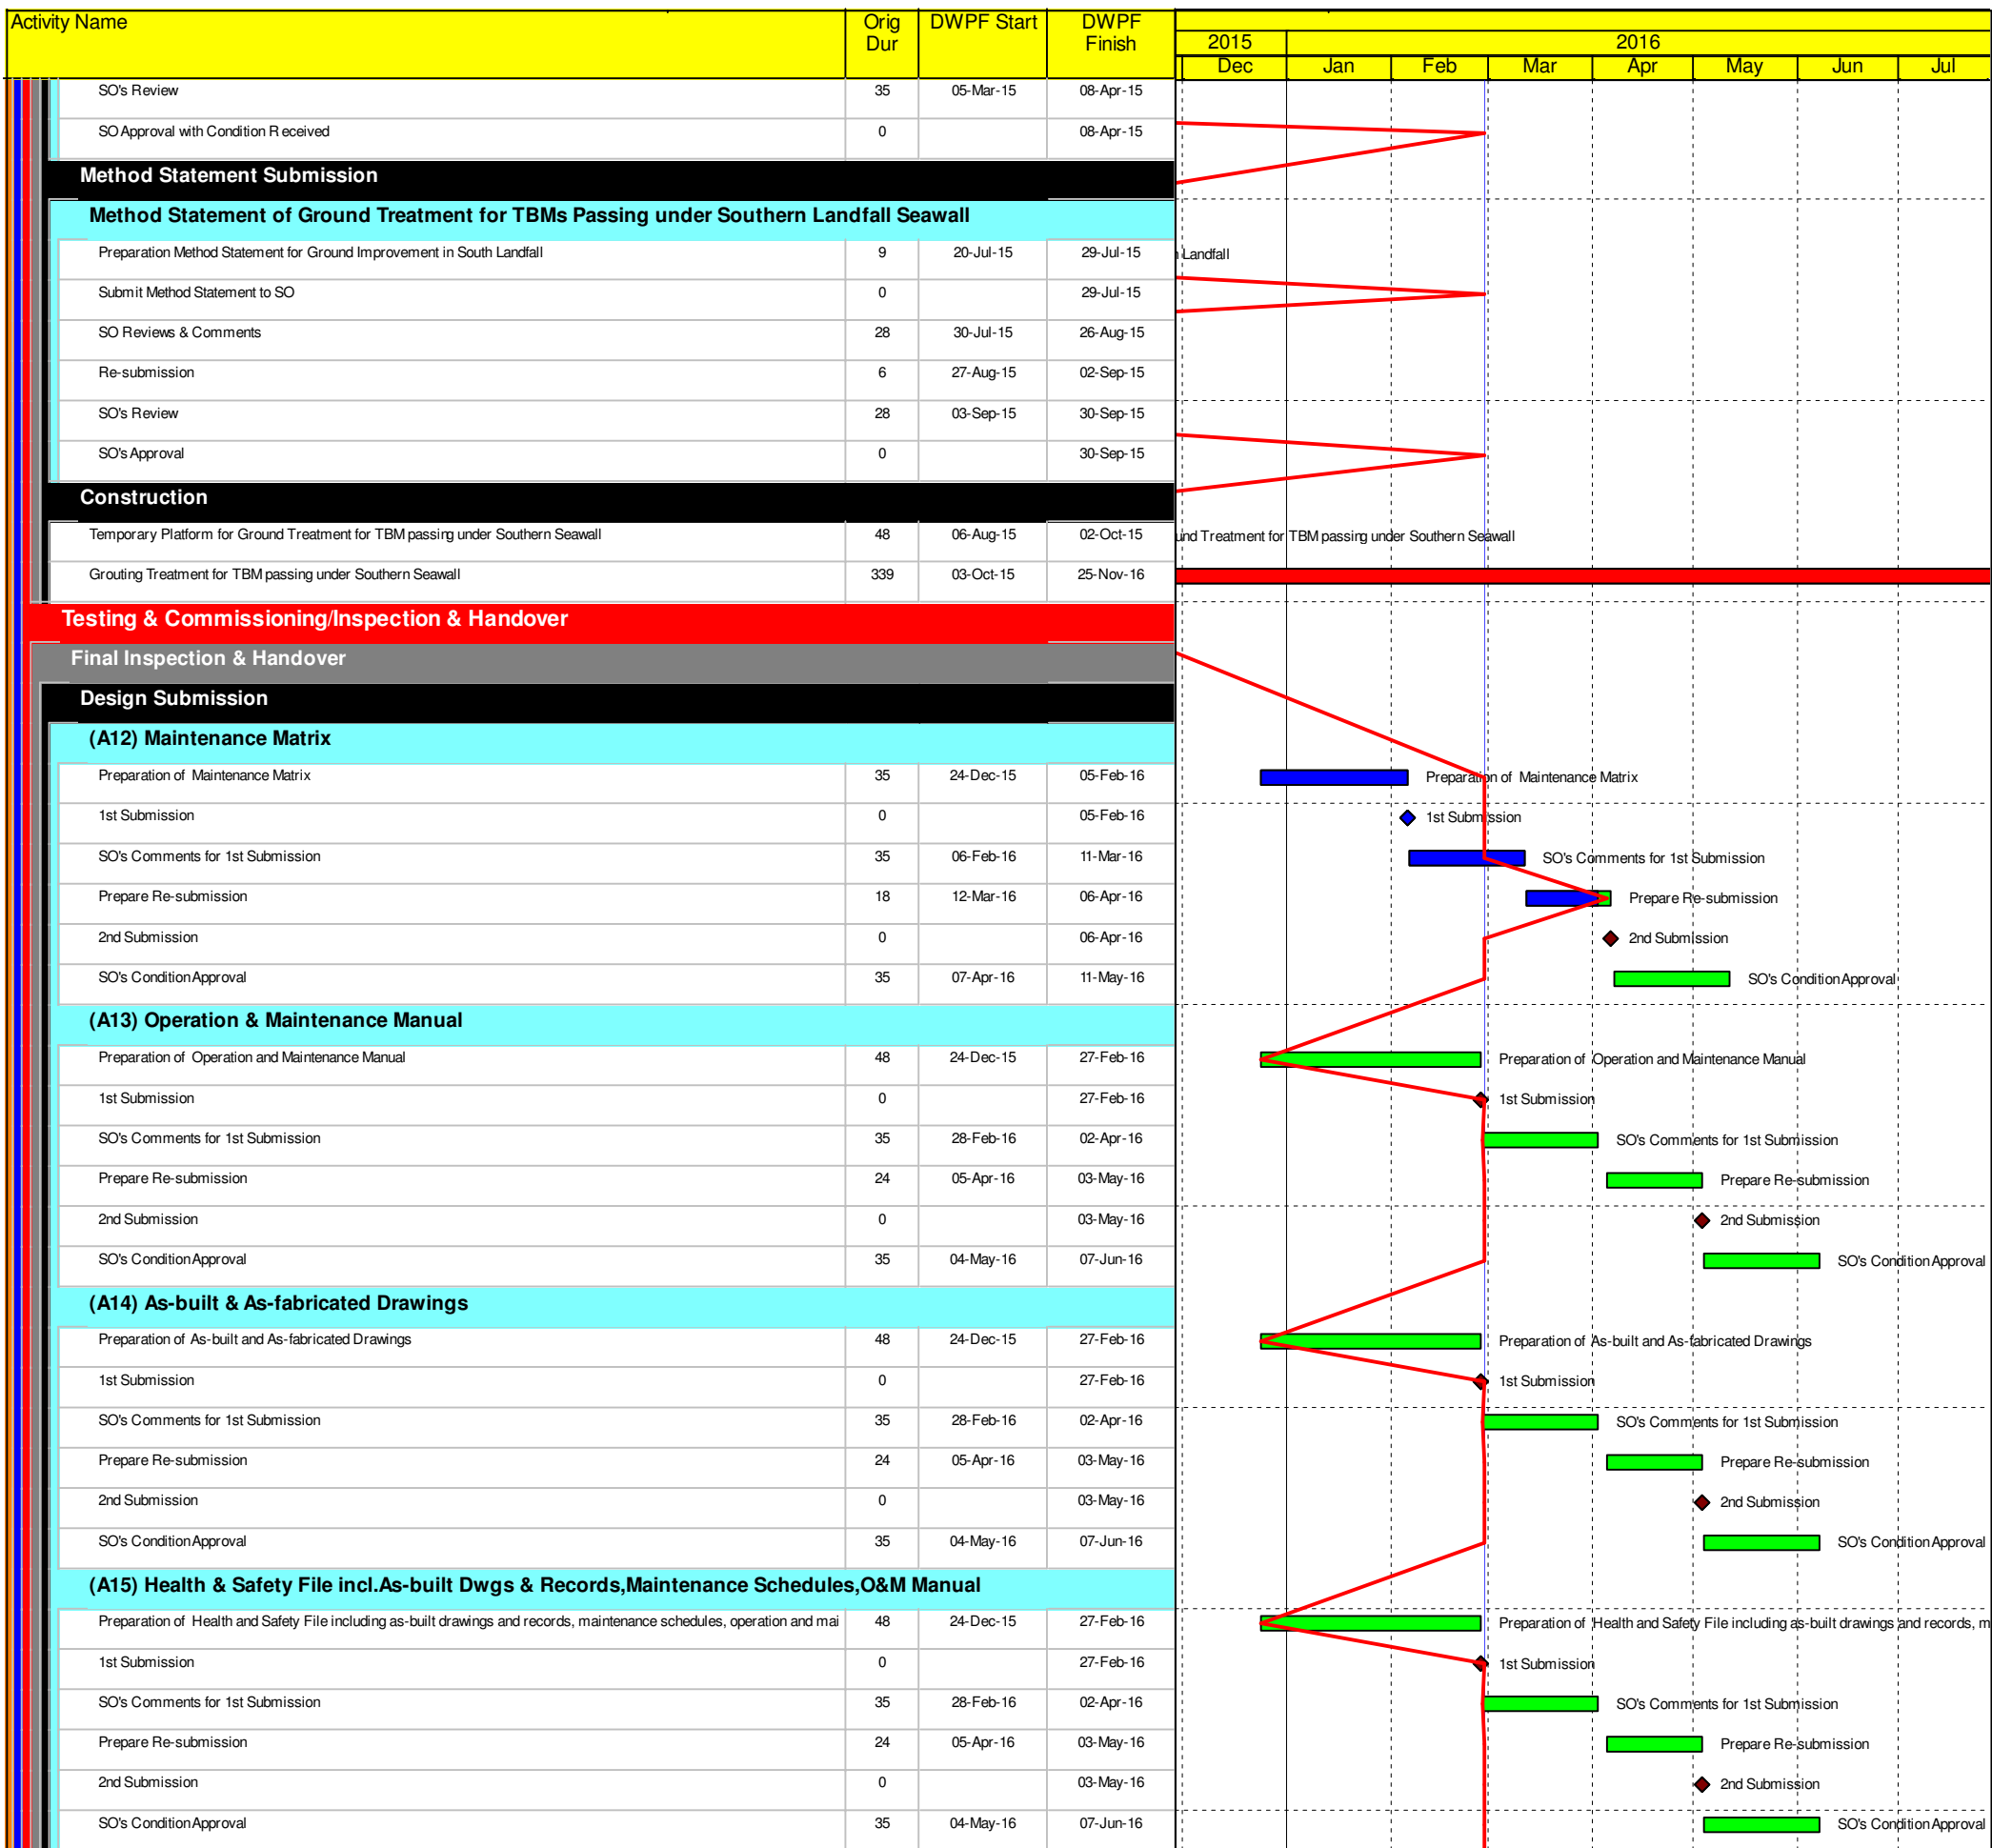 Activity Name Orig DWPF Start DWPF
Dur Finish
2015 2016
Dec Jan Feb Mar Apr May Jun Jul
SO's Review 35 05-Mar-15 08-Apr-15
SO Approval with Condition Received 0 08-Apr-15
Method Statement Submission
Method Statement of Ground Treatment for TBMs Passing under Southern Landfall Seawall
Preparation Method Statement for Ground Improvement in South Landfall 9 20-Jul-15 29-Jul-15 Landfall
Submit Method Statement to SO 0 29-Jul-15
SO Reviews & Comments 28 30-Jul-15 26-Aug-15
Re-submission 6 27-Aug-15 02-Sep-15
SO's Review 28 03-Sep-15 30-Sep-15
SO's Approval 0 30-Sep-15
Construction
Temporary Platform for Ground Treatment for TBM passing under Southern Seawall 48 06-Aug-15 02-Oct-15 und Treatment for TBM passing under Southern Seawall
Grouting Treatment for TBM passing under Southern Seawall 339 03-Oct-15 25-Nov-16
Testing & Commissioning/Inspection & Handover
Final Inspection & Handover
Design Submission
(A12) Maintenance Matrix
Preparation of Maintenance Matrix 35 24-Dec-15 05-Feb-16 Preparation of Maintenance Matrix
1st Submission 0 05-Feb-16 1st Submission
SO's Comments for 1st Submission 35 06-Feb-16 11-Mar-16 SO's Comments for 1st Submission
Prepare Re-submission 18 12-Mar-16 06-Apr-16 Prepare Re-submission
2nd Submission 0 06-Apr-16 2nd Submission
SO's Condition Approval 35 07-Apr-16 11-May-16 SO's Condition Approval
(A13) Operation & Maintenance Manual
Preparation of Operation and Maintenance Manual 48 24-Dec-15 27-Feb-16 Preparation of Operation and Maintenance Manual
1st Submission 0 27-Feb-16 1st Submission
SO's Comments for 1st Submission 35 28-Feb-16 02-Apr-16 SO's Comments for 1st Submission
Prepare Re-submission 24 05-Apr-16 03-May-16 Prepare Re-submission
2nd Submission 0 03-May-16 2nd Submission
SO's Condition Approval 35 04-May-16 07-Jun-16 SO's Condition Approval
(A14) As-built & As-fabricated Drawings
Preparation of As-built and As-fabricated Drawings 48 24-Dec-15 27-Feb-16 Preparation of As-built and As-fabricated Drawings
1st Submission 0 27-Feb-16 1st Submission
SO's Comments for 1st Submission 35 28-Feb-16 02-Apr-16 SO's Comments for 1st Submission
Prepare Re-submission 24 05-Apr-16 03-May-16 Prepare Re-submission
2nd Submission 0 03-May-16 2nd Submission
SO's Condition Approval 35 04-May-16 07-Jun-16 SO's Condition Approval
(A15) Health & Safety File incl.As-built Dwgs & Records,Maintenance Schedules,O&M Manual
Preparation of Health and Safety File including as-built drawings and records, maintenance schedules, operation and mai 48 24-Dec-15 27-Feb-16 Preparation of Health and Safety File including as-built drawings and records, m
1st Submission 0 27-Feb-16 1st Submission
SO's Comments for 1st Submission 35 28-Feb-16 02-Apr-16 SO's Comments for 1st Submission
Prepare Re-submission 24 05-Apr-16 03-May-16 Prepare Re-submission
2nd Submission 0 03-May-16 2nd Submission
SO's Condition Approval 35 04-May-16 07-Jun-16 SO's Condition Approval